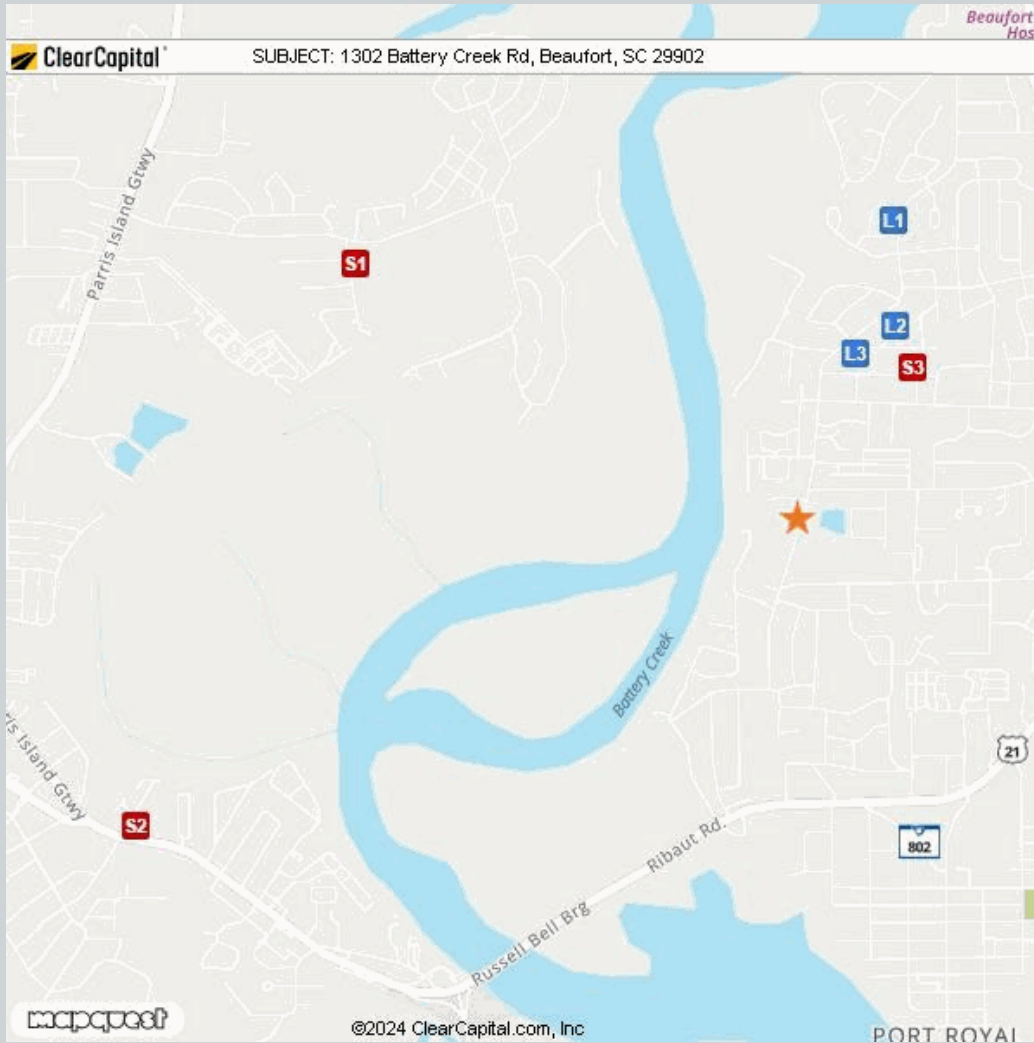 Beaufort
Hos
ClearCapital
SUBJECT: 1302 Battery Creek Rd, Beaufort, SC 29902
Parris Island Gtwy
L1
S1
L2
L3
S3
Battery Creek
ris Island Gtwy
21
S2
Ribaut Rd.
802
Russell Bell Brg
mapquest
©2024 ClearCapital.com, Inc
PORT ROYAL